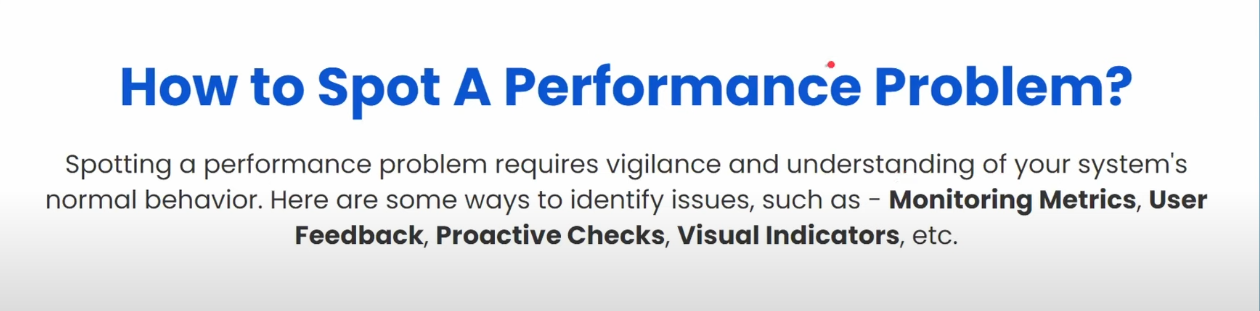 How to Spot A Performance Problem?
Spotting a performance problem requires vigilance and understanding of your system's
normal behavior. Here are some ways to identify issues, such as - Monitoring Metrics, User
Feedback, Proactive Checks, Visual Indicators, etc.